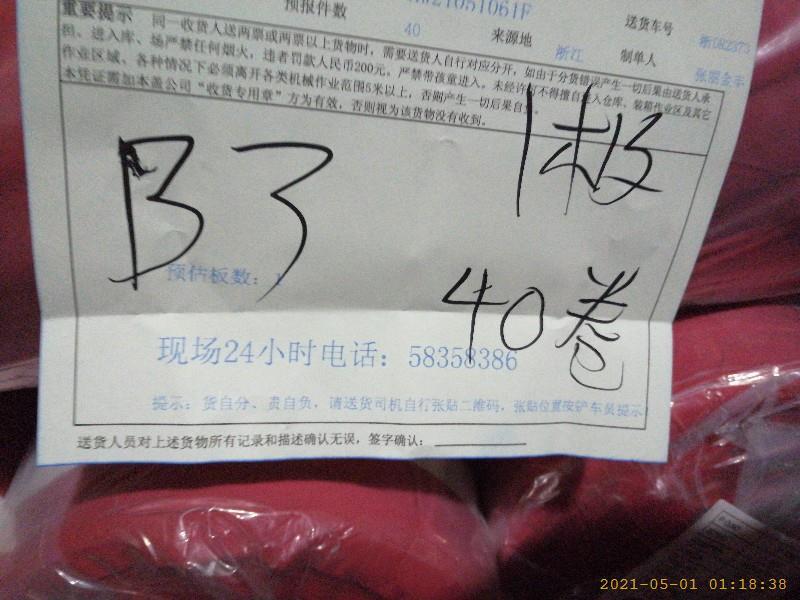 预报件数 40 来源地 浙江 送货车号
制单人
重要提示 同一收货人送两票或两票以上货物时，需要送货人自行对应分开，如由于分货错误产生一切后果由送货人承
担、进入库、场严禁任何烟火，违者罚款人民币200元。严禁带孩童进入。未经许可不得擅自进入仓库、装箱作业区及其它
作业区域、各种情况下必须离开各类机械作业范围5米以上，否则产生一切后果自
本凭证需加本盖公司“收货专用章”方为有效，否则视为该货物没有收到。
B3
1板
预估板数：1
40卷
现场24小时电话：58358386
提示：货自分、责自负，请送货司机自行张贴二维码，张贴位置按铲车员提示
送货人员对上述货物所有记录和描述确认无误，签字确认：
2021-05-01 01:18:38